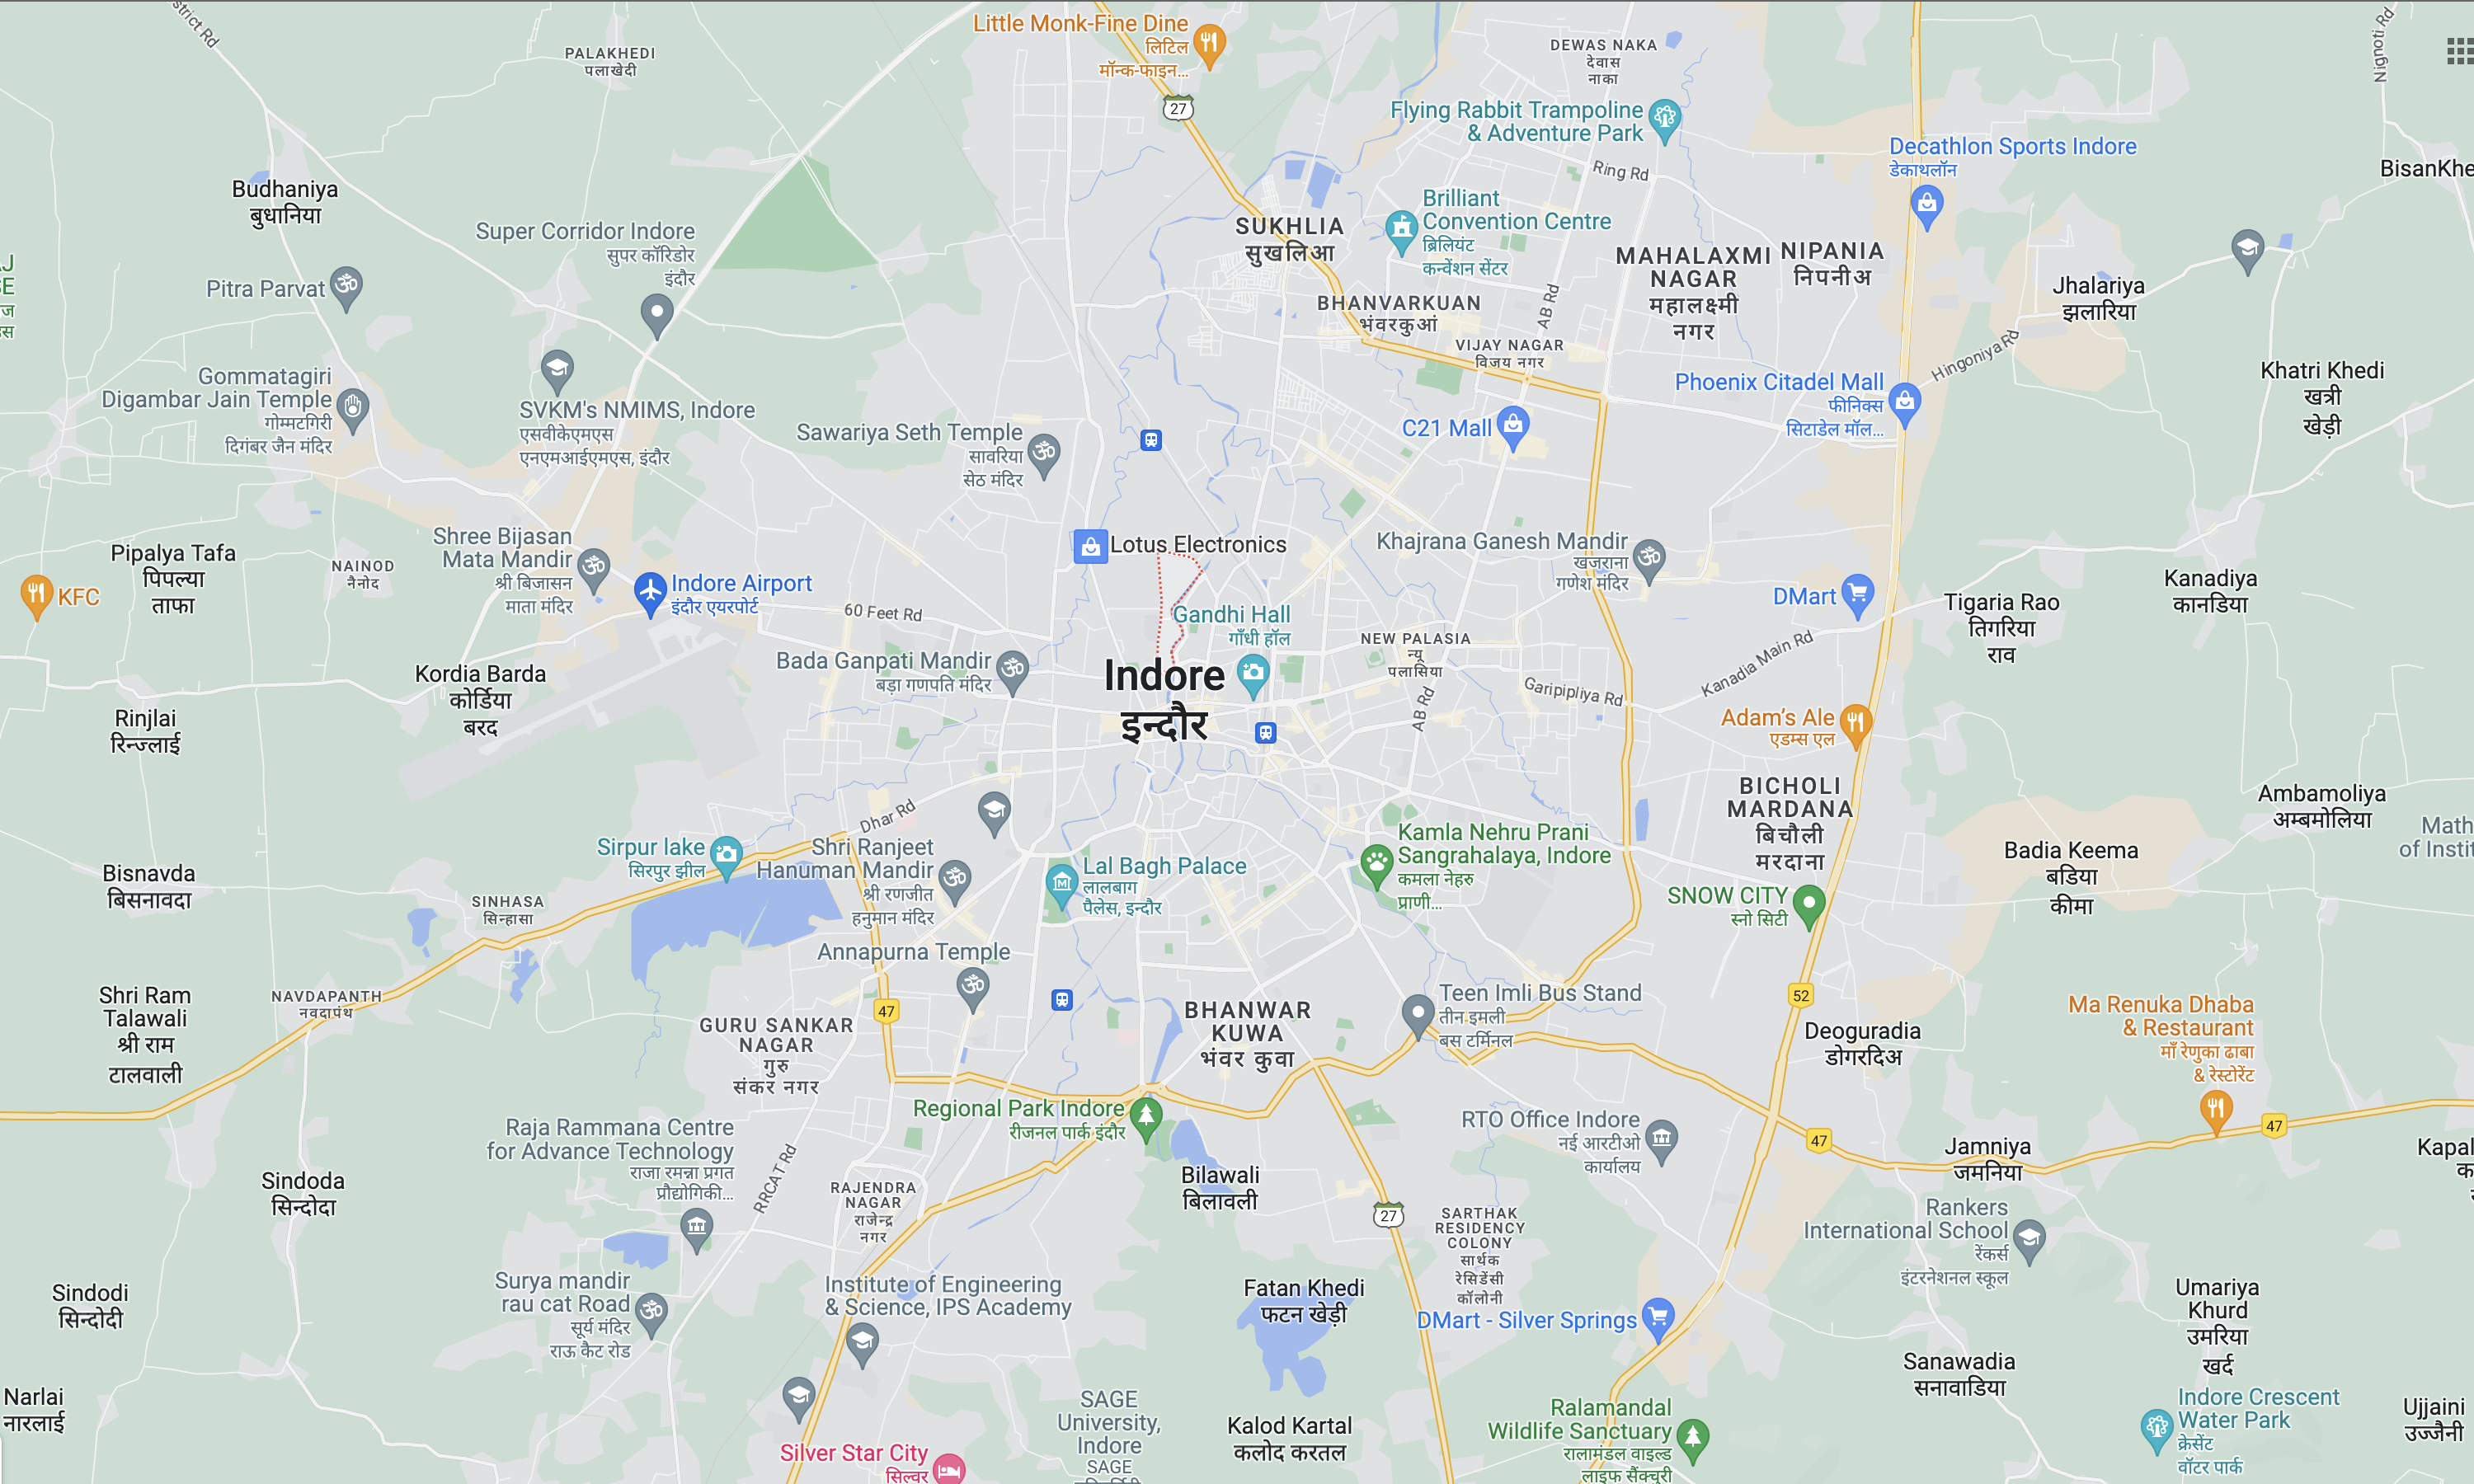 strict Rd
PALAKHEDI
पलाखेदी
Little Monk-Fine Dine
लिटिल
मॉन्क-फाइन...
27
DEWAS NAKA
देवास
नाका
Nignoti Rd
Flying Rabbit Trampoline
& Adventure Park
Ring Rd
Decathlon Sports Indore
डेकाथलॉन
BisanKhe
Budhaniya
बुधानिया
Super Corridor Indore
सुपर कॉरिडोर
इंदौर
SUKHLIA
सुखलिआ
Brilliant
Convention Centre
ब्रिलियंट
कन्वेंशन सेंटर
MAHALAXMI
NAGAR
महालक्ष्मी
नगर
NIPANIA
निपनीअ
Pitra Parvat
Jhalariya
झलारिया
BHANVARKUAN
भंवरकुआं
AB Rd
VIJAY NAGAR
विजय नगर
Hingoniya Rd
Gommatagiri
Digambar Jain Temple
गोम्मटगिरी
दिगंबर जैन मंदिर
SVKM's NMIMS, Indore
एसवीकेएमएस
एनएमआईएमएस, इंदौर
Sawariya Seth Temple
सावरिया
सेठ मंदिर
C21 Mall
Phoenix Citadel Mall
फीनिक्स
सिटाडेल मॉल...
Khatri Khedi
खत्री
खेड़ी
Pipalya Tafa
पिपल्या
ताफा
NAINOD
नैनोद
Shree Bijasan
Mata Mandir
श्री बिजासन
माता मंदिर
Indore Airport
इंदौर एयरपोर्ट
Lotus Electronics
Khajrana Ganesh Mandir
खजराना
गणेश मंदिर
KFC
60 Feet Rd
Gandhi Hall
गाँधी हॉल
DMart
Kanadiya
कानडिया
Tigaria Rao
तिगरिया
राव
NEW PALASIA
न्यू
पलासिया
Kanadia Main Rd
Kordia Barda
कोर्डिया
बरद
Bada Ganpati Mandir
बड़ा गणपति मंदिर
Indore
इन्दौर
Garipipliya Rd
AB Rd
Rinjlai
रिन्ज्लाई
Adam's Ale
एडम्स एल
BICHOLI
MARDANA
बिचौली
मरदाना
Ambamoliya
अम्बमोलिया
Dhar Rd
Sirpur lake
सिरपुर झील
Shri Ranjeet
Hanuman Mandir
श्री रणजीत
हनुमान मंदिर
Lal Bagh Palace
लालबाग
पैलेस, इन्दौर
Kamla Nehru Prani
Sangrahalaya, Indore
कमला नेहरु
प्राणी...
Math
of Instit
Badia Keema
बडिया
कीमा
Bisnavda
बिसनावदा
SINHASA
सिन्हासा
SNOW CITY
स्नो सिटी
Annapurna Temple
Shri Ram
Talawali
श्री राम
टालवाली
NAVDAPANTH
नवदापंथ
47
GURU SANKAR
NAGAR
गुरु
संकर नगर
BHANWAR
KUWA
भंवर कुवा
Teen Imli Bus Stand
तीन इमली
बस टर्मिनल
52
Deoguradia
डोगरदिअ
Ma Renuka Dhaba
& Restaurant
माँ रेणुका ढाबा
& रेस्टोरेंट
Regional Park Indore
रीजनल पार्क इंदौर
RTO Office Indore
नई आरटीओ
कार्यालय
47
47
Jamniya
जमनिया
Kapal
Raja Rammana Centre
for Advance Technology
राजा रमन्ना प्रगत
प्रौद्योगिकी...
RRCAT Rd
Bilawali
बिलावली
Sindoda
सिन्दोदा
RAJENDRA
NAGAR
राजेन्द्र
नगर
27
SARTHAK
RESIDENCY
COLONY
सार्थक
रेसिडेंसी
कॉलोनी
Rankers
International School
रेंकर्स
इंटरनेशनल स्कूल
Sindodi
सिन्दोदी
Surya mandir
rau cat Road
सूर्य मंदिर
राऊ कैट रोड
Institute of Engineering
& Science, IPS Academy
Fatan Khedi
फटन खेड़ी
DMart - Silver Springs
Umariya
Khurd
उमरिया
खर्द
Sanawadia
सनावाडिया
Narlai
नारलाई
SAGE
University,
Indore
SAGE
Kalod Kartal
कलोद करतल
Ralamandal
Wildlife Sanctuary
रालामंडल वाइल्ड
लाइफ सैंक्चुरी
Indore Crescent
Water Park
क्रेसेंट
वॉटर पार्क
Ujjaini
उज्जैनी
Silver Star City
सिल्वर